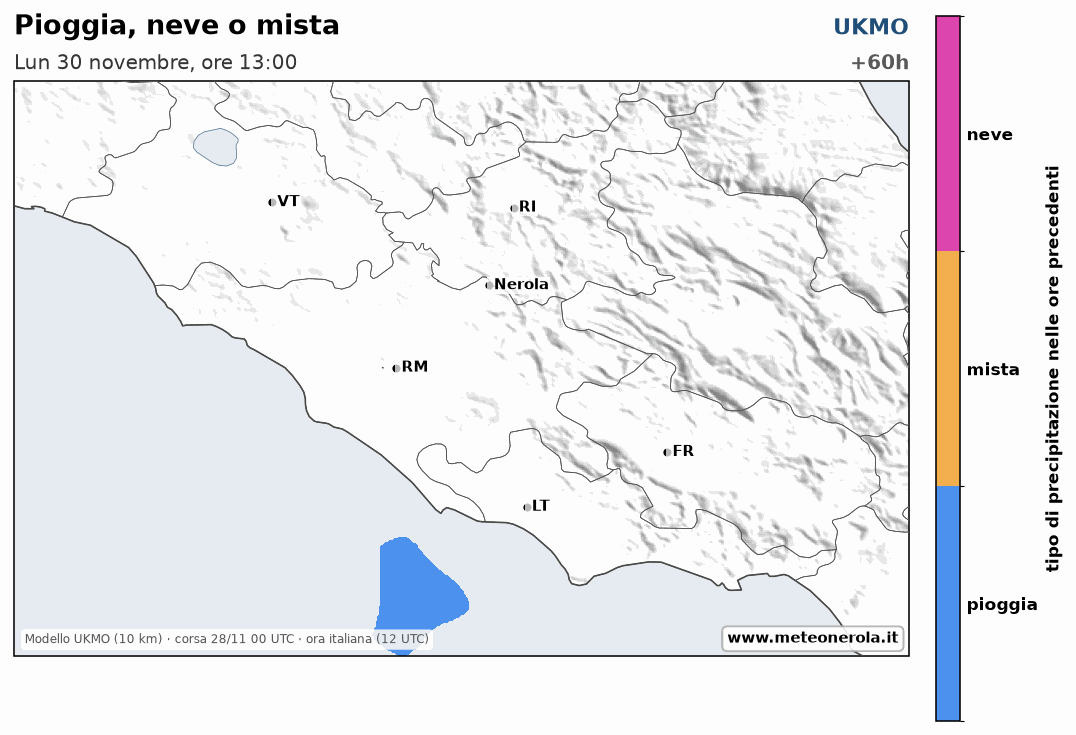 Pioggia, neve o mista
UKMO
Lun 30 novembre, ore 13:00
+60h
neve
VT
RI
Nerola
mista
RM
FR
LT
pioggia
tipo di precipitazione nelle ore precedenti
Modello UKMO (10 km) · corsa 28/11 00 UTC · ora italiana (12 UTC)
www.meteonerola.it